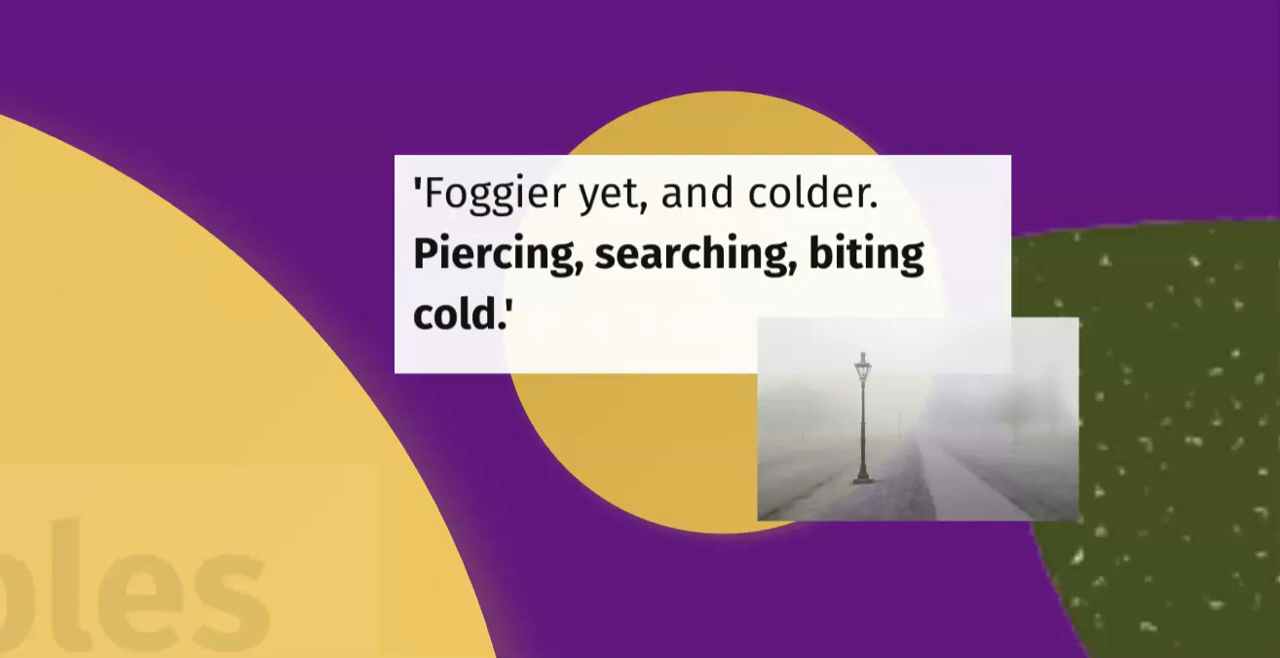 'Foggier yet, and colder.
Piercing, searching, biting
cold.'